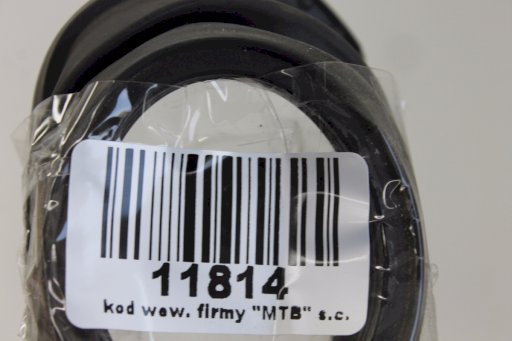 11814
kod wew. firmy "MTB" s.c.